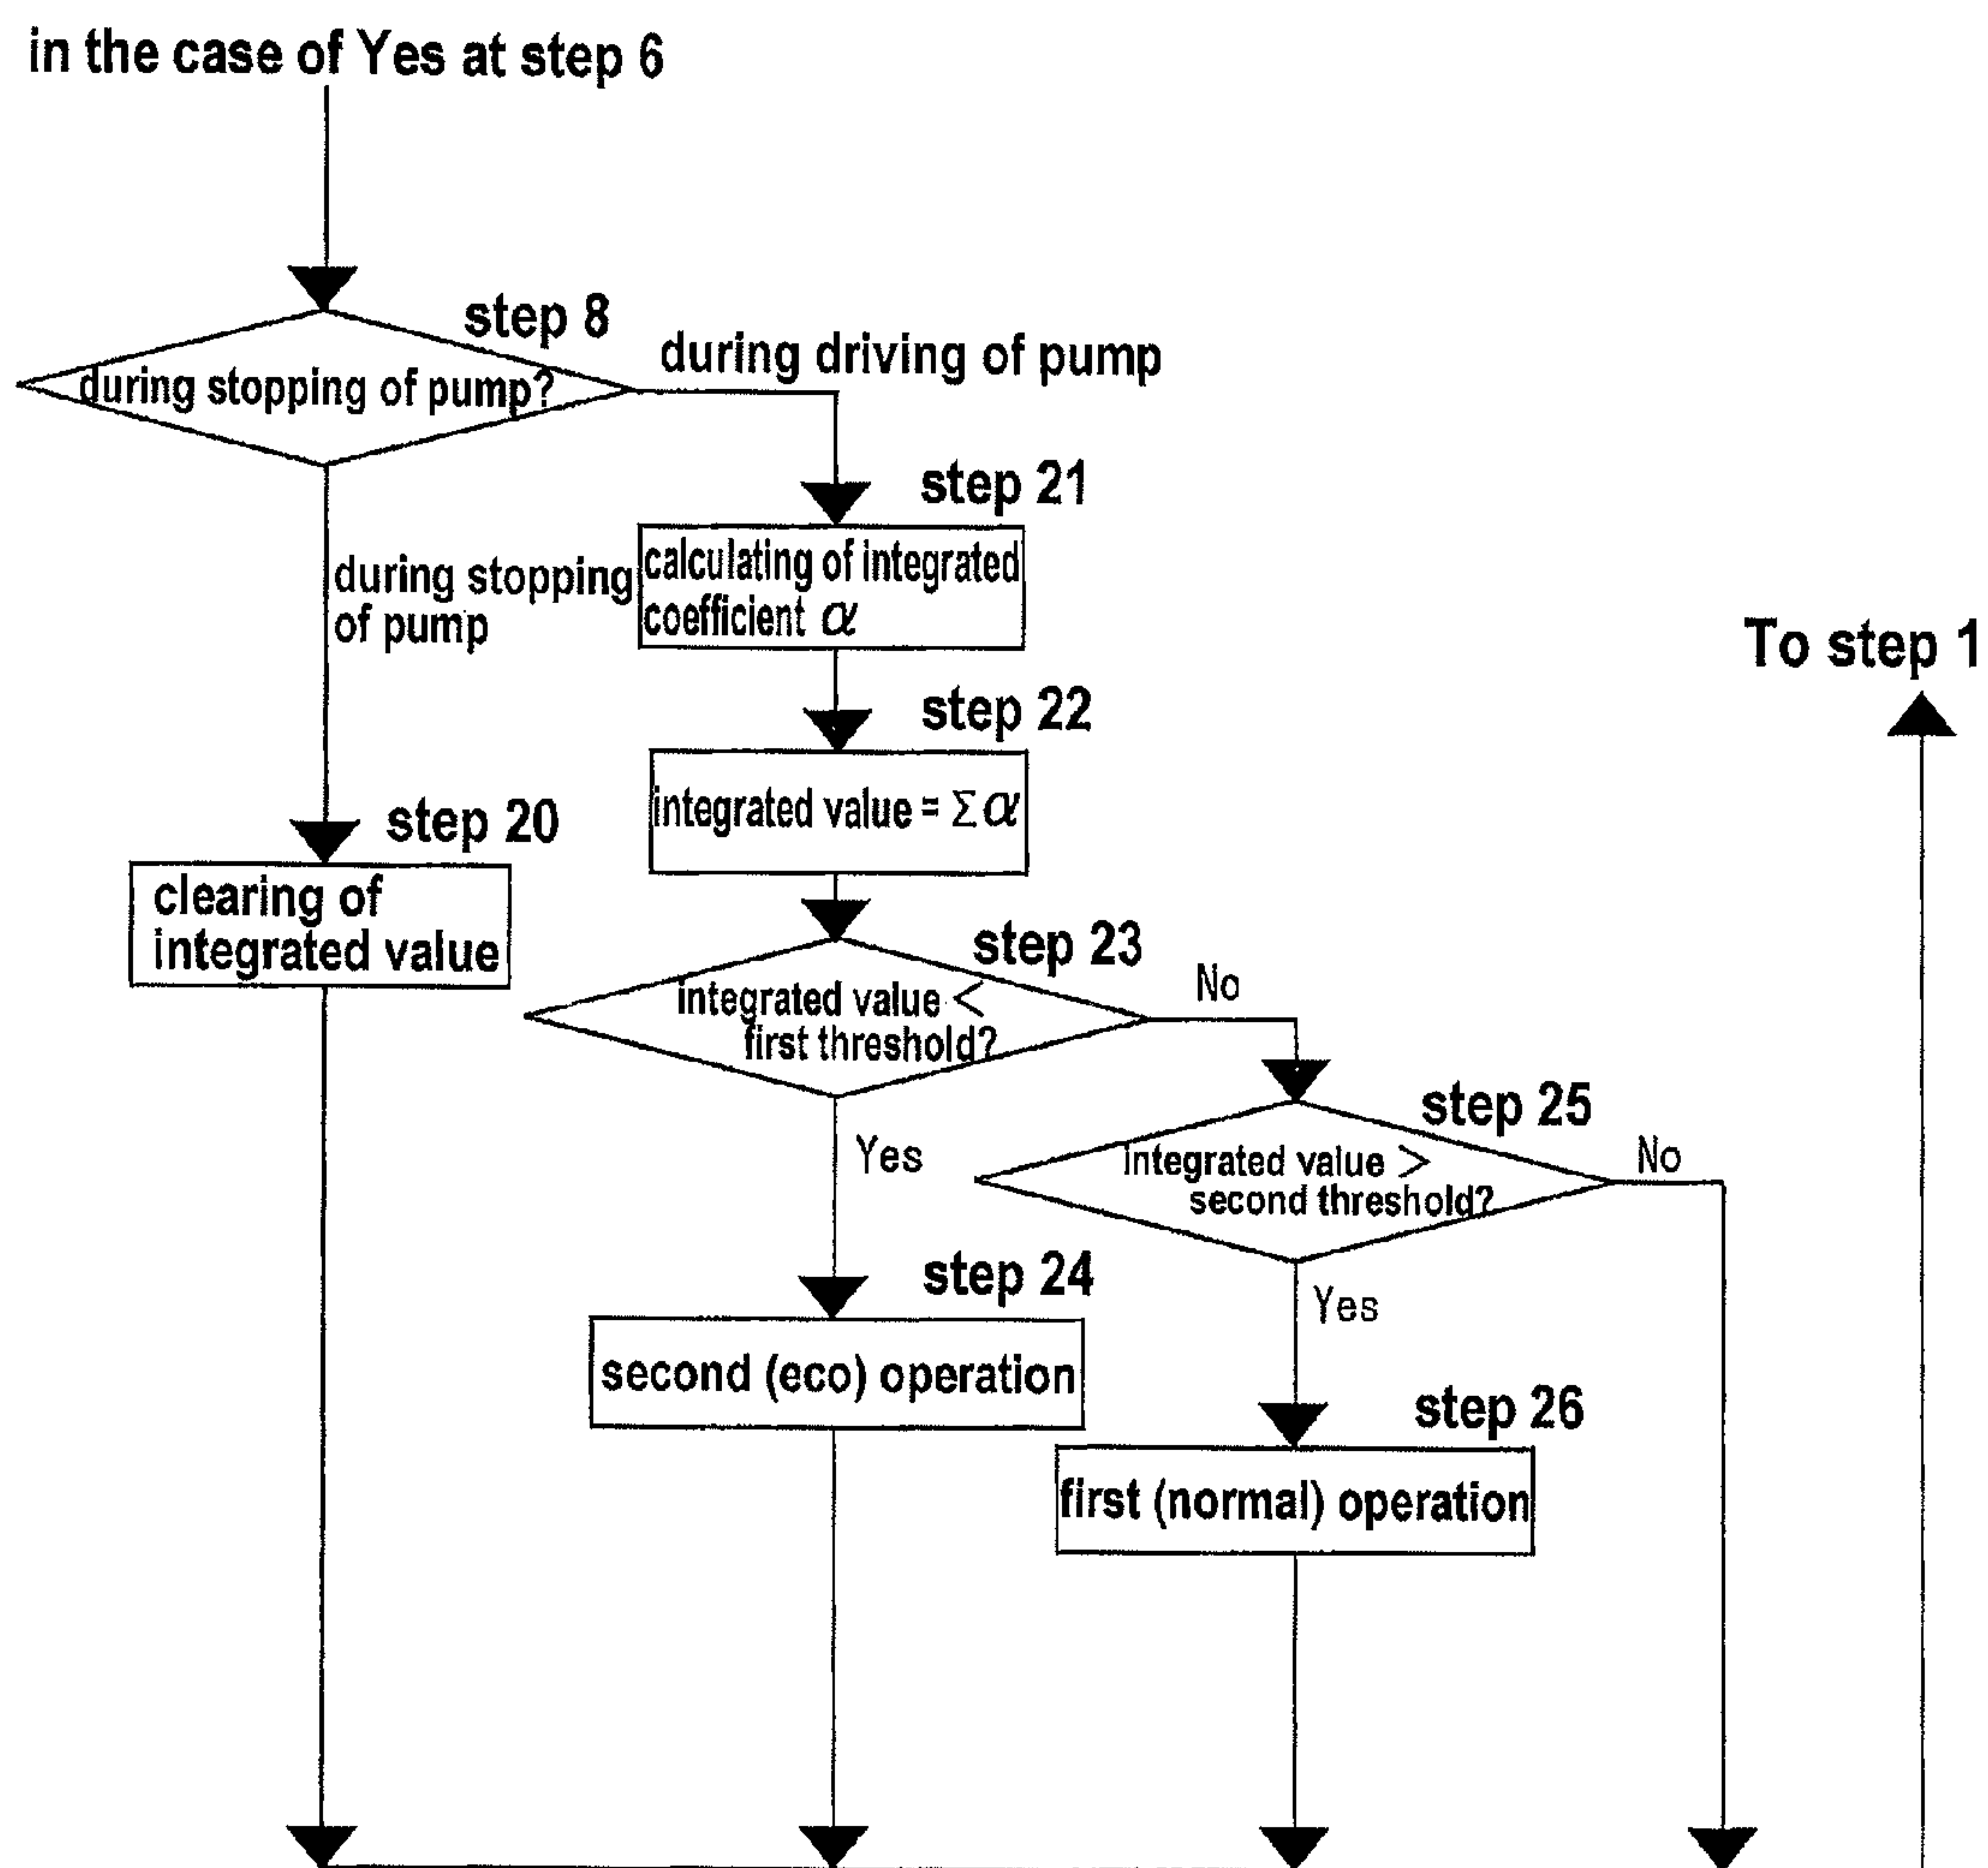 in the case of Yes at step 6
step 8
during stopping of pump?
during driving of pump
step 21
calculating of integrated
coefficient α
during stopping
of pump
To step 1
step 22
integrated value = Σα
step 20
clearing of
integrated value
step 23
integrated value <
first threshold?
No
Yes
step 25
integrated value >
second threshold?
No
Yes
step 24
second (eco) operation
step 26
first (normal) operation